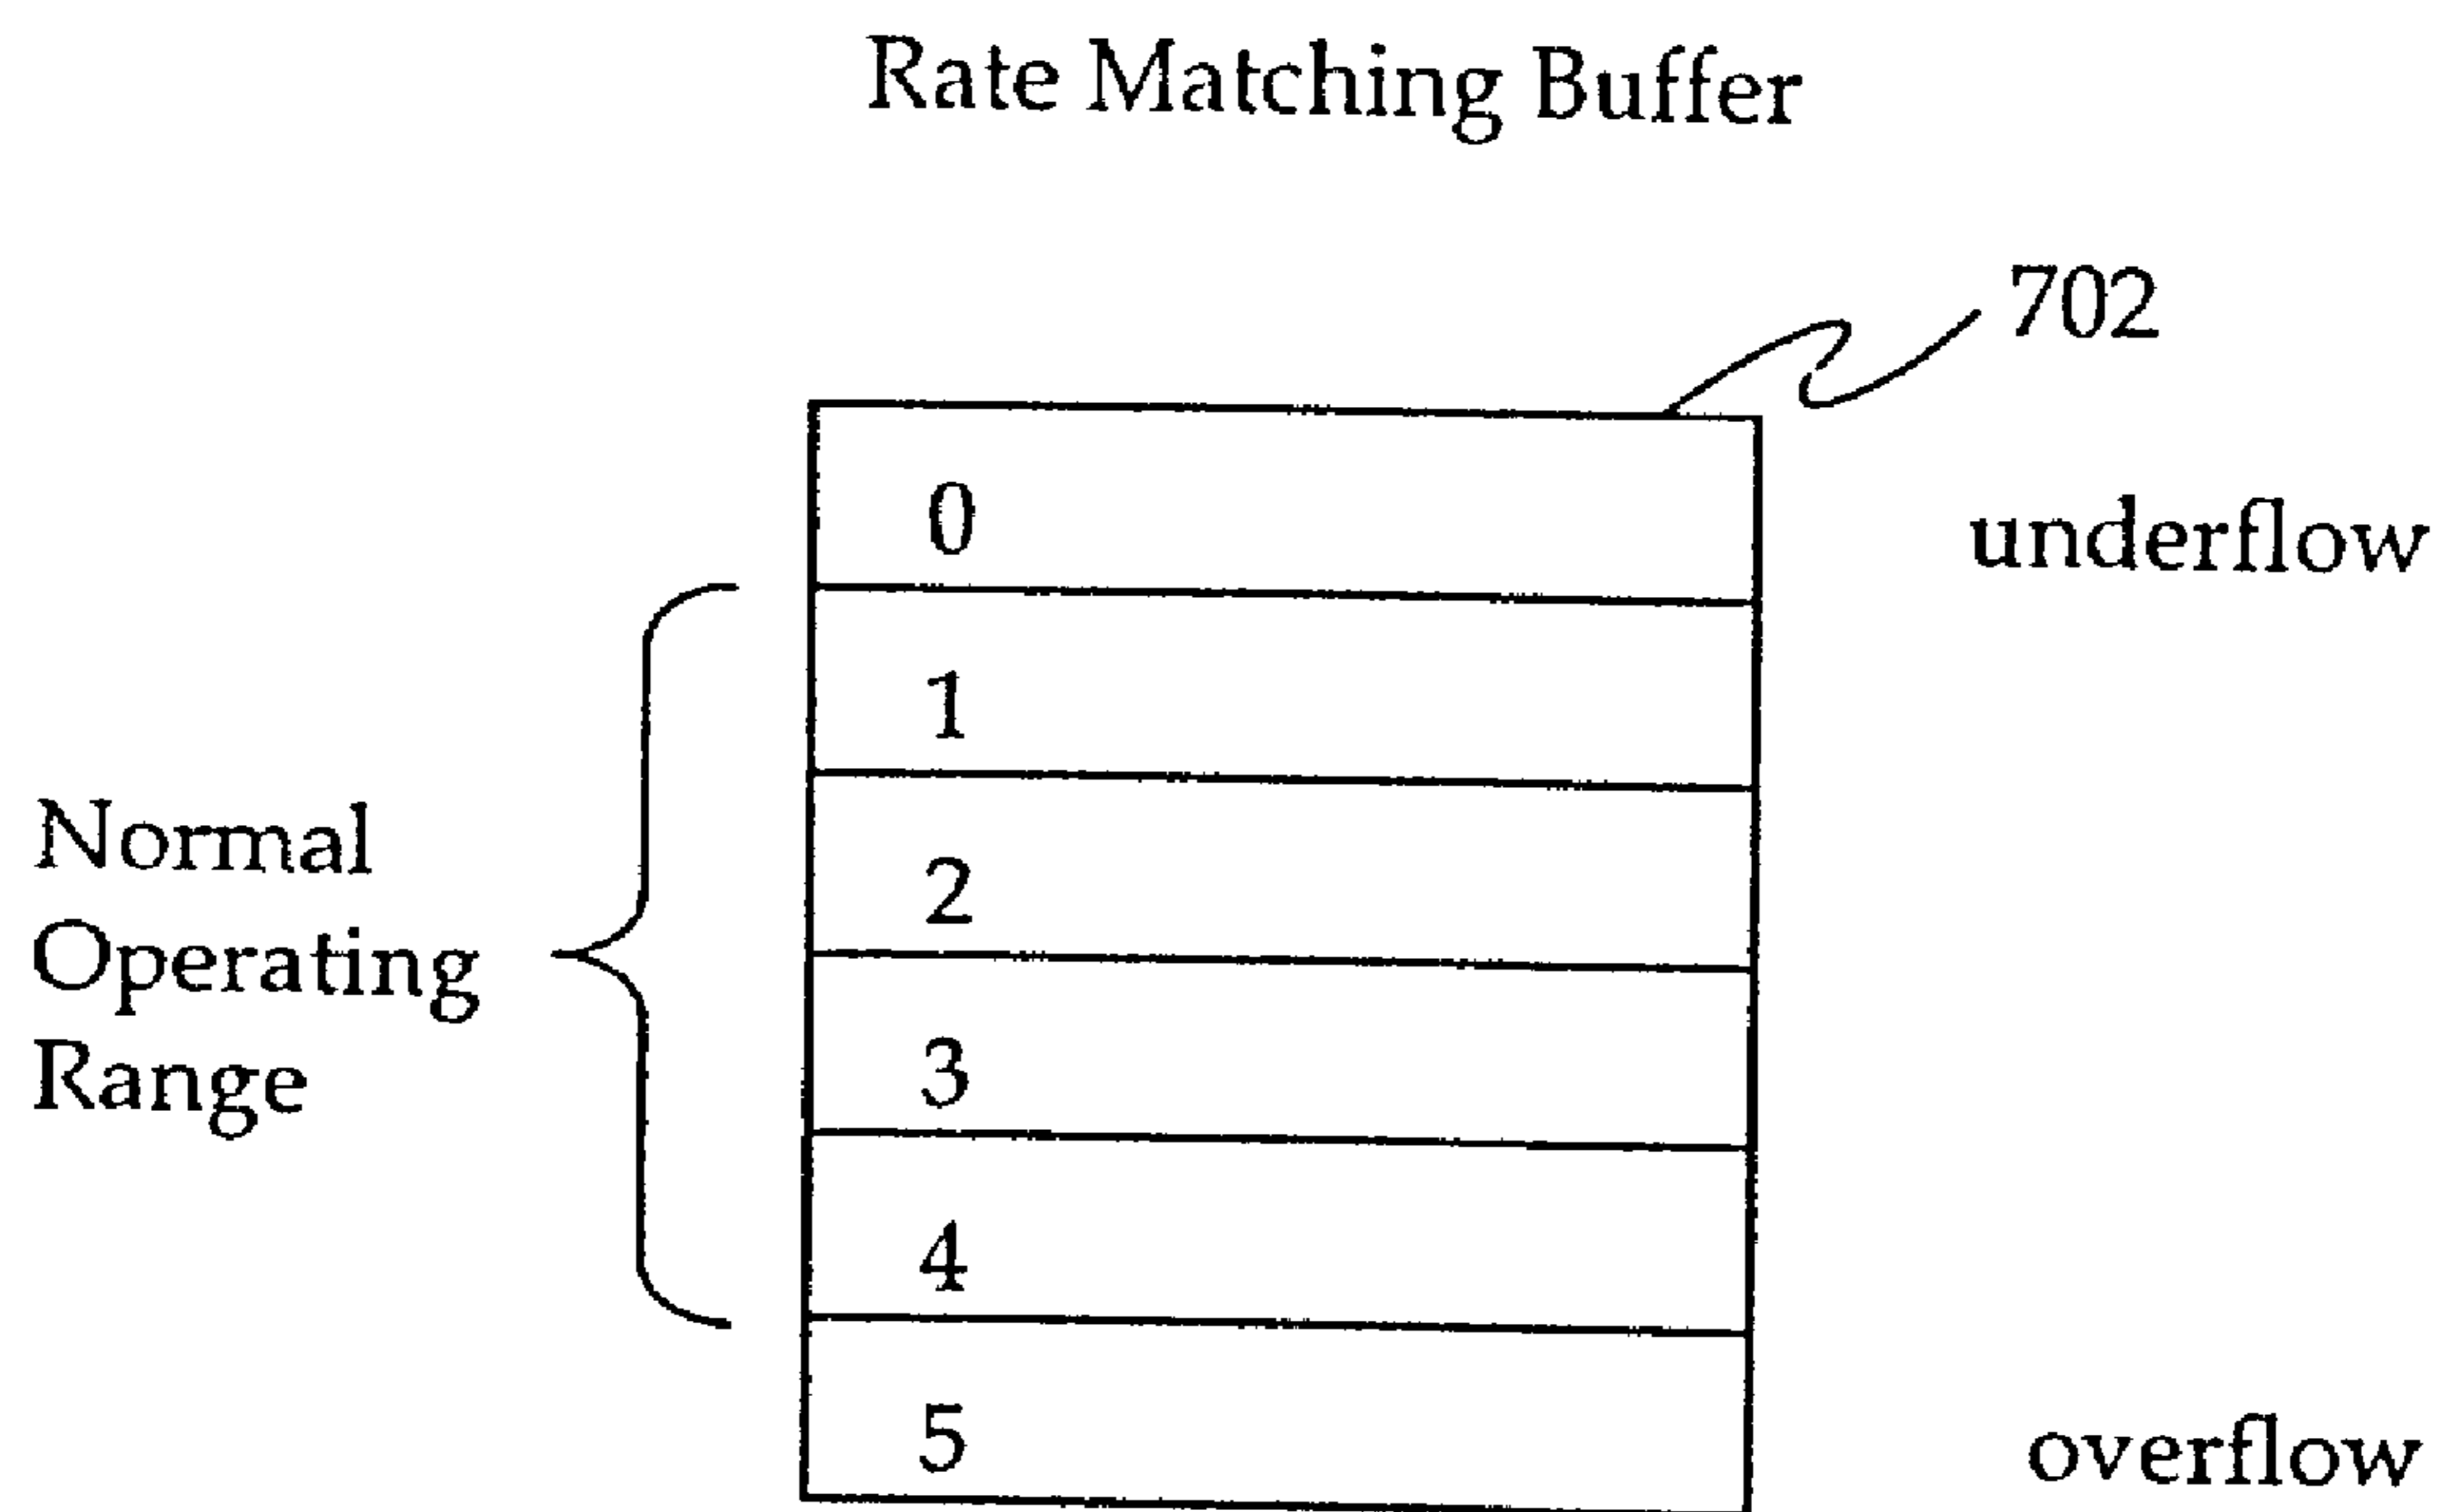 Rate Matching Buffer
702
0
underflow
1
2
Normal
Operating
Range
3
4
5
overflow